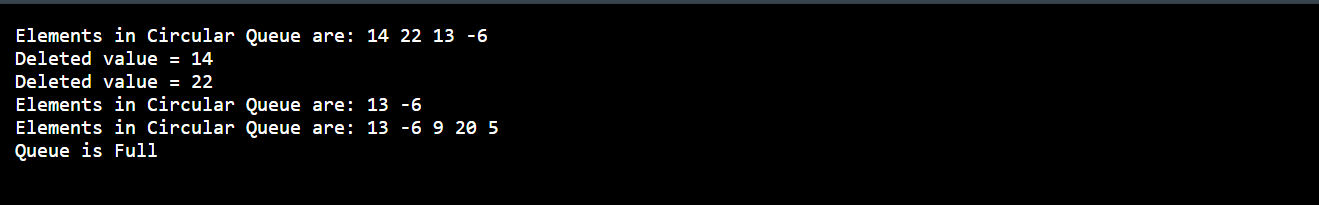 Elements in Circular Queue are: 14 22 13 -6
Deleted value = 14
Deleted value = 22
Elements in Circular Queue are: 13 -6
Elements in Circular Queue are: 13 -6 9 20 5
Queue is Full